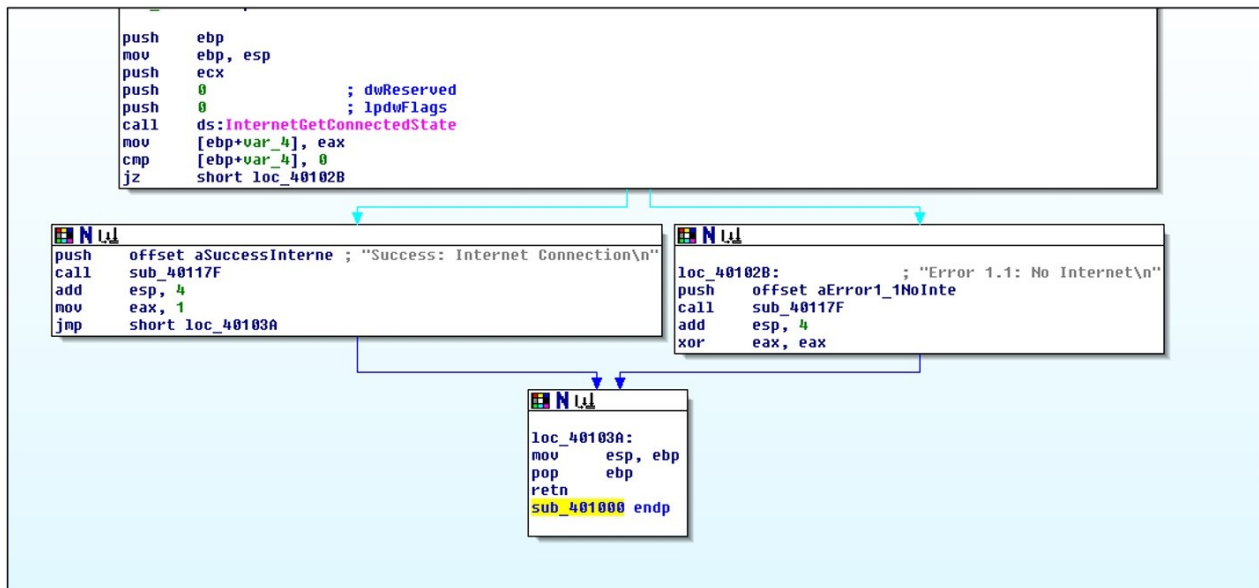 push    ebp
mov     ebp, esp
push    ecx
push    0               ; dwReserved
push    0               ; lpdwFlags
call    ds:InternetGetConnectedState
mov     [ebp+var_4], eax
cmp     [ebp+var_4], 0
jz      short loc_40102B
N
push    offset aSuccessInterne ; "Success: Internet Connection\n"
call    sub_40117F
add     esp, 4
mov     eax, 1
jmp     short loc_40103A
N
loc_40102B:             ; "Error 1.1: No Internet\n"
push    offset aError1_1NoInte
call    sub_40117F
add     esp, 4
xor     eax, eax
N
loc_40103A:
mov     esp, ebp
pop     ebp
retn
sub_401000 endp